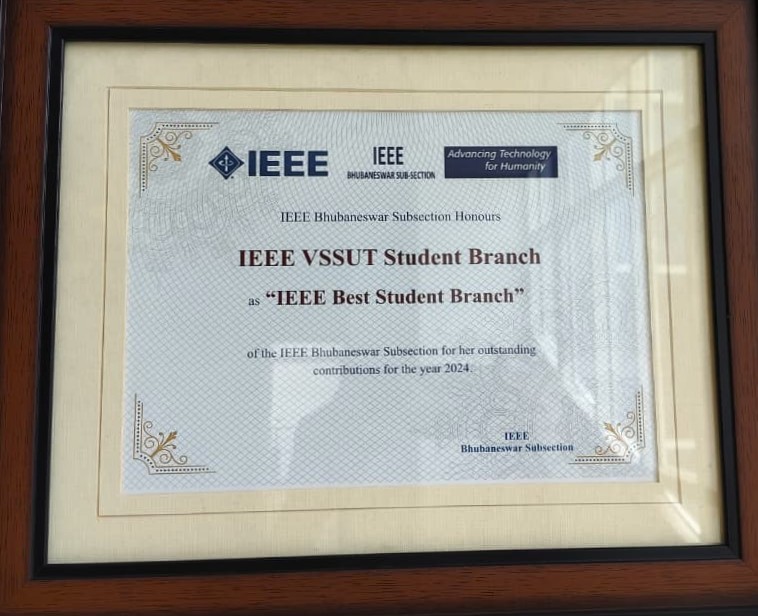 IEEE
IEEE
BHUBANESWAR SUB-SECTION
Advancing Technology
for Humanity
IEEE Bhubaneswar Subsection Honours
IEEE VSSUT Student Branch
as “IEEE Best Student Branch”
of the IEEE Bhubaneswar Subsection for her outstanding
contributions for the year 2024.
IEEE
Bhubaneswar Subsection